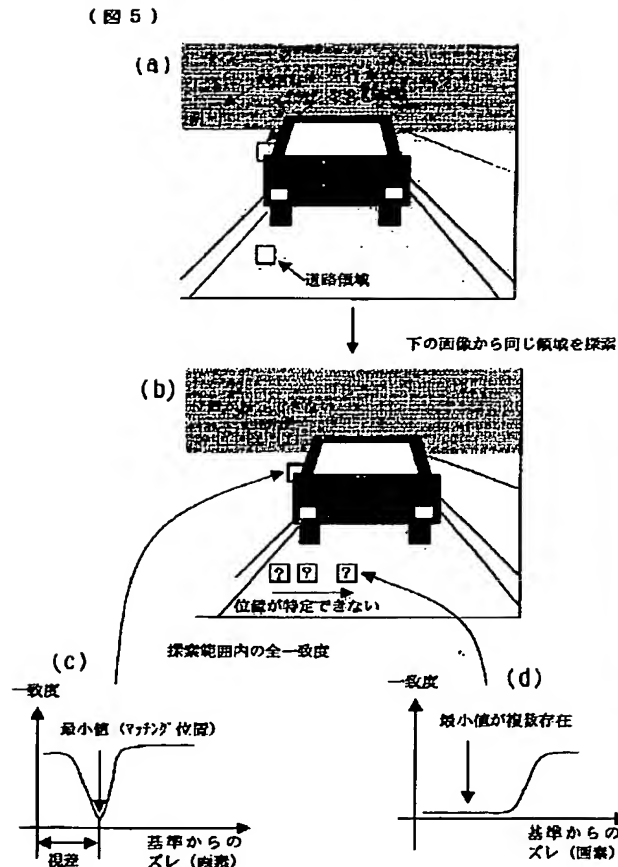 (図5)
(a)
道路領域
下の画像から同じ領域を探索
(b)
? ? ?
位置が特定できない
探索範囲内の全一致度
(c)
一致度
最小値(マッチング位置)
視差
基準からの
ズレ(画素)
(d)
一致度
最小値が複数存在
基準からの
ズレ(画素)